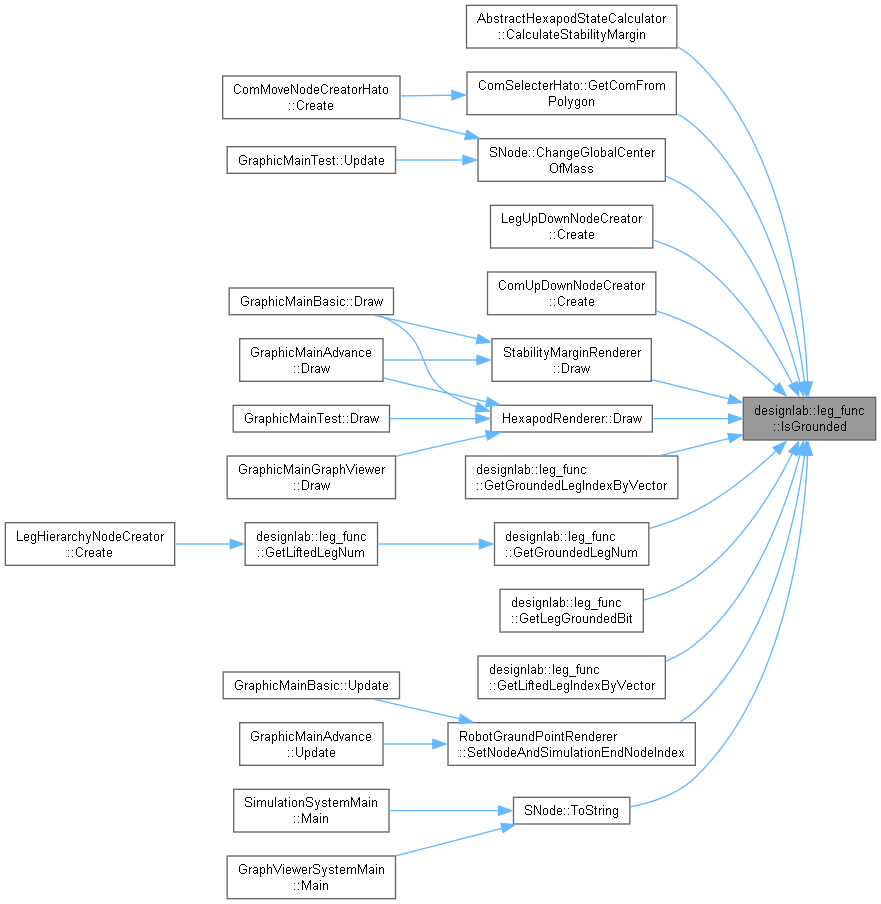 AbstractHexapodStateCalculator
::CalculateStabilityMargin
ComMoveNodeCreatorHato
::Create
ComSelecterHato::GetComFrom
Polygon
GraphicMainTest::Update
SNode::ChangeGlobalCenter
OfMass
LegUpDownNodeCreator
::Create
ComUpDownNodeCreator
::Create
GraphicMainBasic::Draw
GraphicMainAdvance
::Draw
StabilityMarginRenderer
::Draw
designlab::leg_func
::IsGrounded
GraphicMainTest::Draw
HexapodRenderer::Draw
GraphicMainGraphViewer
::Draw
designlab::leg_func
::GetGroundedLegIndexByVector
LegHierarchyNodeCreator
::Create
designlab::leg_func
::GetLiftedLegNum
designlab::leg_func
::GetGroundedLegNum
designlab::leg_func
::GetLegGroundedBit
designlab::leg_func
::GetLiftedLegIndexByVector
GraphicMainBasic::Update
GraphicMainAdvance
::Update
RobotGraundPointRenderer
::SetNodeAndSimulationEndNodeIndex
SimulationSystemMain
::Main
SNode::ToString
GraphViewerSystemMain
::Main